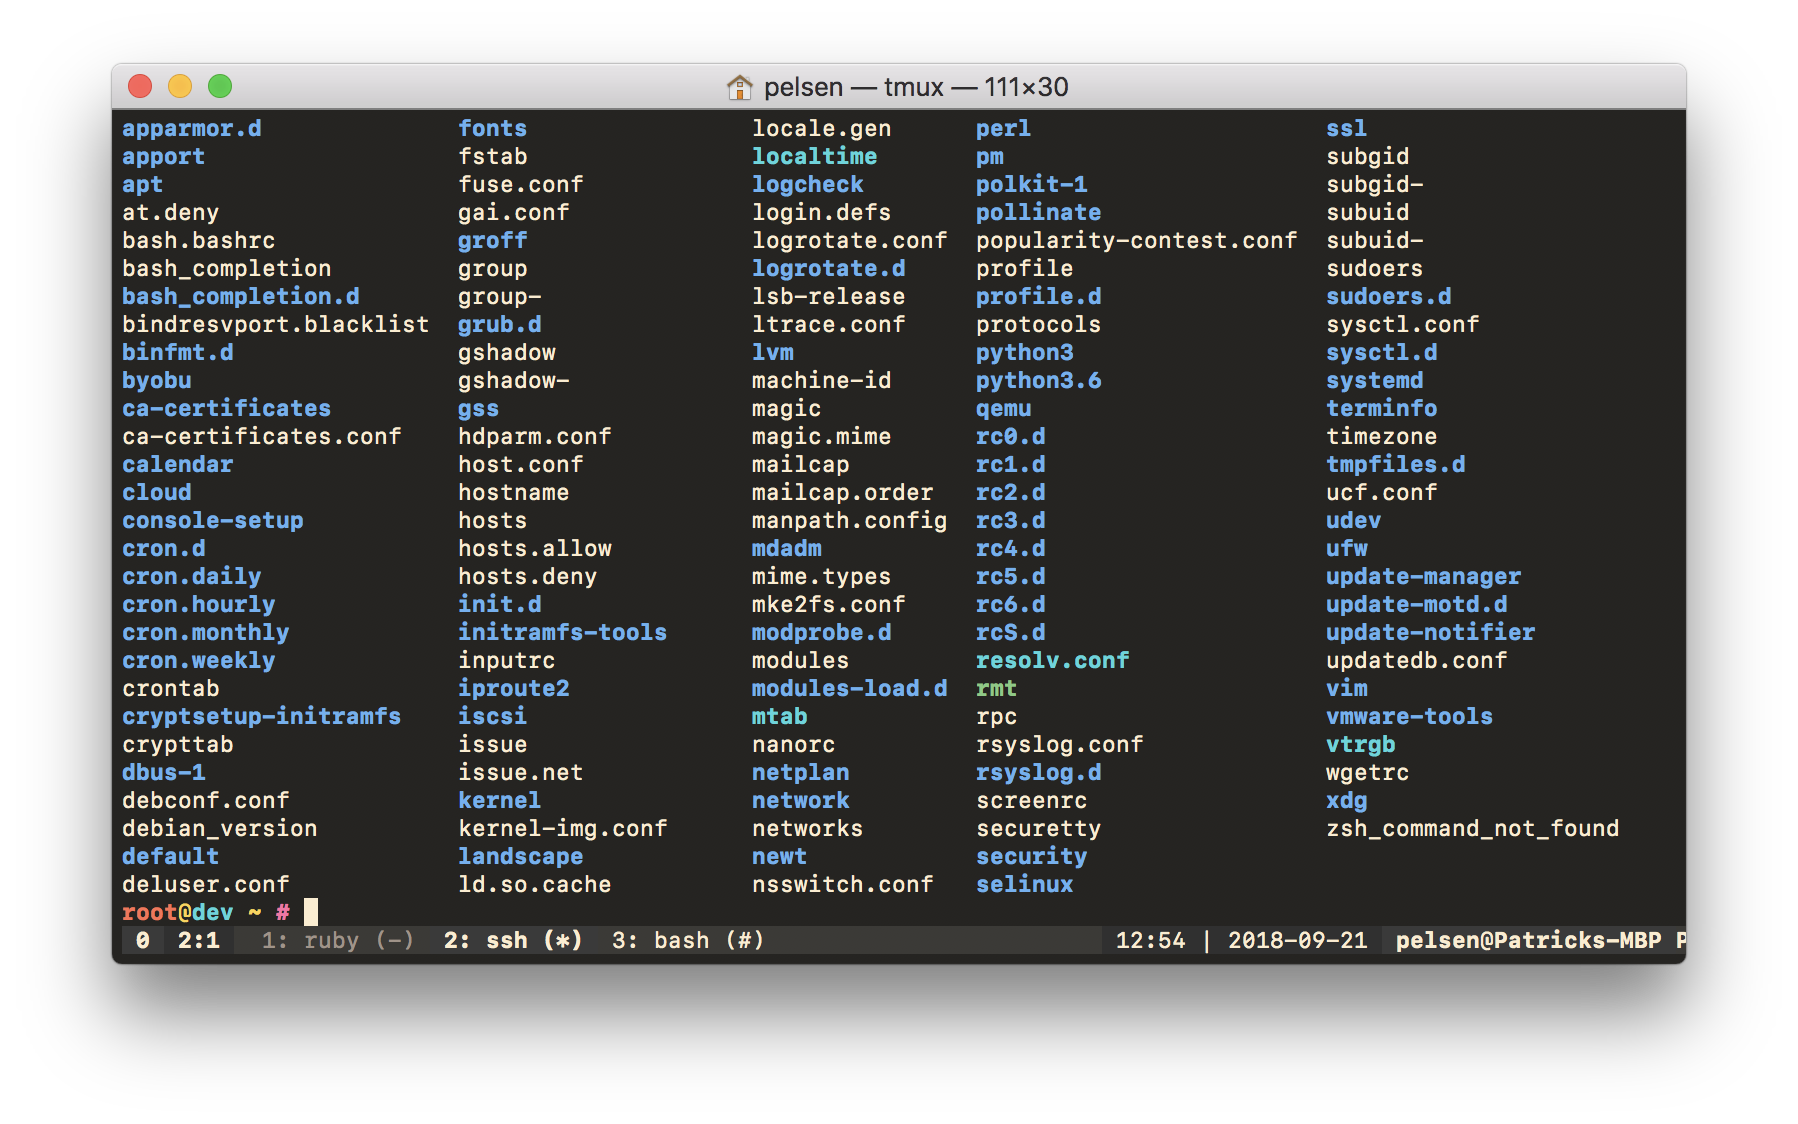 pelsen — tmux — 111×30
apparmor.d fonts locale.gen perl ssl
apport fstab localtime pm subgid
apt fuse.conf logcheck polkit-1 subgid-
at.deny gai.conf login.defs pollinate subuid
bash.bashrc groff logrotate.conf popularity-contest.conf subuid-
bash_completion group logrotate.d profile sudoers
bash_completion.d group- lsb-release profile.d sudoers.d
bindresvport.blacklist grub.d ltrace.conf protocols sysctl.conf
binfmt.d gshadow lvm python3 sysctl.d
byobu gshadow- machine-id python3.6 systemd
ca-certificates gss magic qemu terminfo
ca-certificates.conf hdparm.conf magic.mime rc0.d timezone
calendar host.conf mailcap rc1.d tmpfiles.d
cloud hostname mailcap.order rc2.d ucf.conf
console-setup hosts manpath.config rc3.d udev
cron.d hosts.allow mdadm rc4.d ufw
cron.daily hosts.deny mime.types rc5.d update-manager
cron.hourly init.d mke2fs.conf rc6.d update-motd.d
cron.monthly initramfs-tools modprobe.d rcS.d update-notifier
cron.weekly inputrc modules resolv.conf updatedb.conf
crontab iproute2 modules-load.d rmt vim
cryptsetup-initramfs iscsi mtab rpc vmware-tools
crypttab issue nanorc rsyslog.conf vtrgb
dbus-1 issue.net netplan rsyslog.d wgetrc
debconf.conf kernel network screenrc xdg
debian_version kernel-img.conf networks securetty zsh_command_not_found
default landscape newt security
deluser.conf ld.so.cache nsswitch.conf selinux
root@dev ~ #
0 2:1 1: ruby (-) 2: ssh (*) 3: bash (#) 12:54 | 2018-09-21 pelsen@Patricks-MBP P